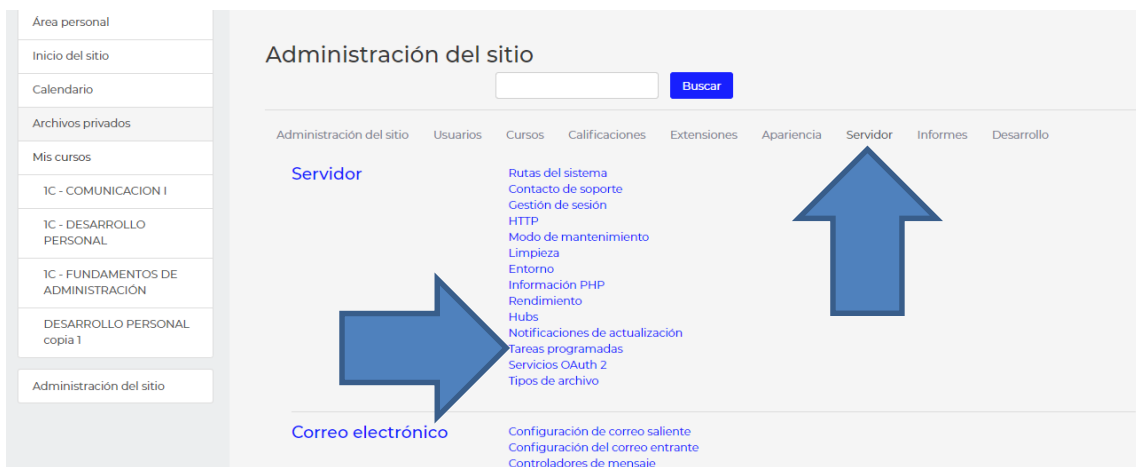 Área personal
Inicio del sitio
Calendario
Archivos privados
Mis cursos
1C - COMUNICACION I
1C - DESARROLLO
PERSONAL
1C - FUNDAMENTOS DE
ADMINISTRACIÓN
DESARROLLO PERSONAL
copia 1
Administración del sitio
Administración del sitio
Buscar
Administración del sitio Usuarios Cursos Calificaciones Extensiones Apariencia Servidor Informes Desarrollo
Servidor
Rutas del sistema
Contacto de soporte
Gestión de sesión
HTTP
Modo de mantenimiento
Limpieza
Entorno
Información PHP
Rendimiento
Hubs
Notificaciones de actualización
Tareas programadas
Servicios OAuth 2
Tipos de archivo
Correo electrónico
Configuración de correo saliente
Configuración del correo entrante
Controladores de mensaje